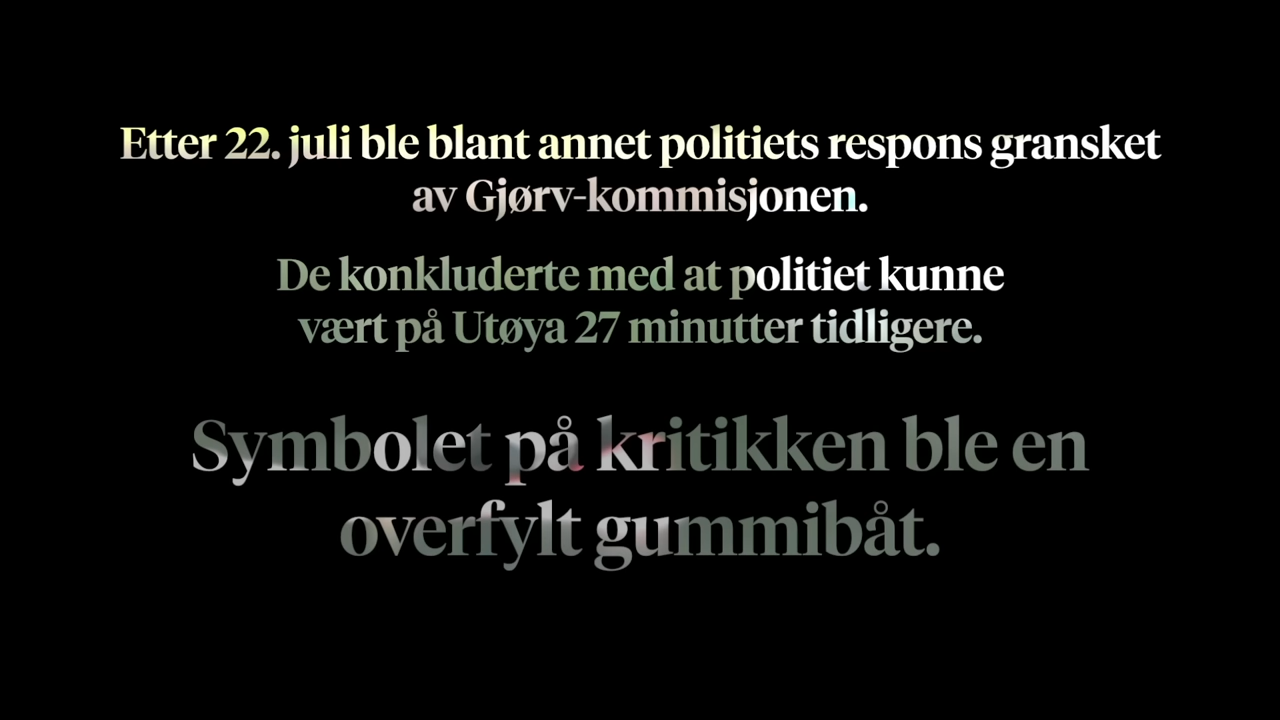 Etter 22. juli ble blant annet politiets respons gransket
av Gjørv-kommisjonen.
De konkluderte med at politiet kunne
vært på Utøya 27 minutter tidligere.
Symbolet på kritikken ble en
overfylt gummibåt.